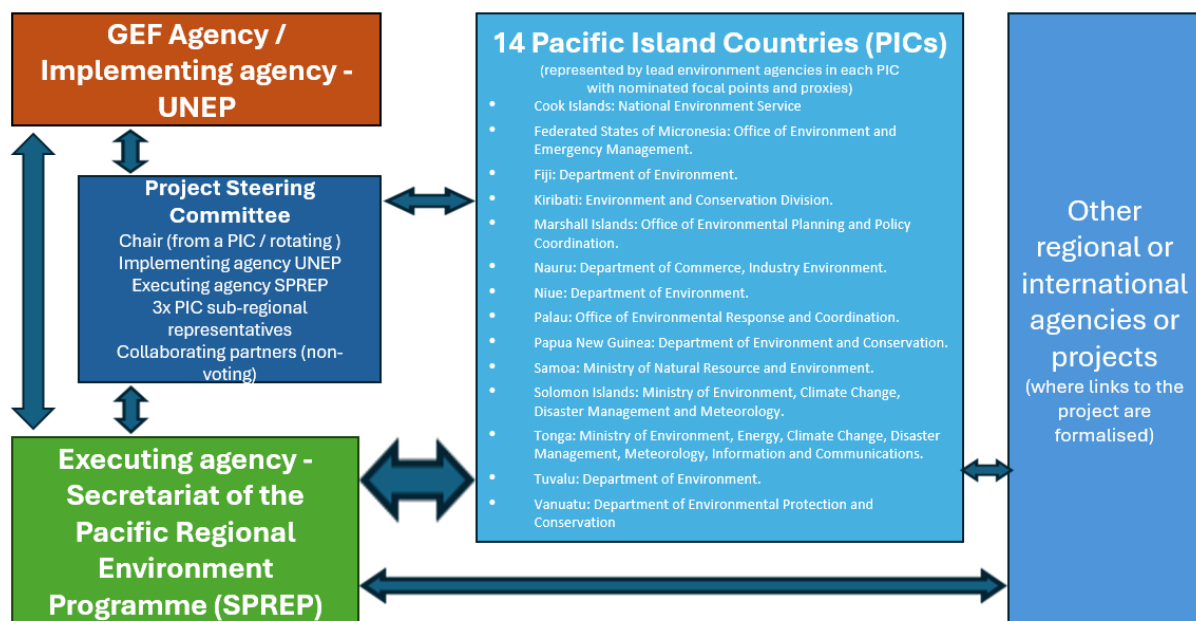 GEF Agency /
Implementing agency -
UNEP
Project Steering
Committee
Chair (from a PIC / rotating )
Implementing agency UNEP
Executing agency SPREP
3x PIC sub-regional
representatives
Collaborating partners (non-
voting)
Executing agency -
Secretariat of the
Pacific Regional
Environment
Programme (SPREP)
14 Pacific Island Countries (PICs)
(represented by lead environment agencies in each PIC
with nominated focal points and proxies)
• Cook Islands: National Environment Service
• Federated States of Micronesia: Office of Environment and
Emergency Management.
• Fiji: Department of Environment.
• Kiribati: Environment and Conservation Division.
• Marshall Islands: Office of Environmental Planning and Policy
Coordination.
• Nauru: Department of Commerce, Industry Environment.
• Niue: Department of Environment.
• Palau: Office of Environmental Response and Coordination.
• Papua New Guinea: Department of Environment and Conservation.
• Samoa: Ministry of Natural Resource and Environment.
• Solomon Islands: Ministry of Environment, Climate Change,
Disaster Management and Meteorology.
• Tonga: Ministry of Environment, Energy, Climate Change, Disaster
Management, Meteorology, Information and Communications.
• Tuvalu: Department of Environment.
• Vanuatu: Department of Environmental Protection and
Conservation
Other
regional or
international
agencies or
projects
(where links to the
project are
formalised)